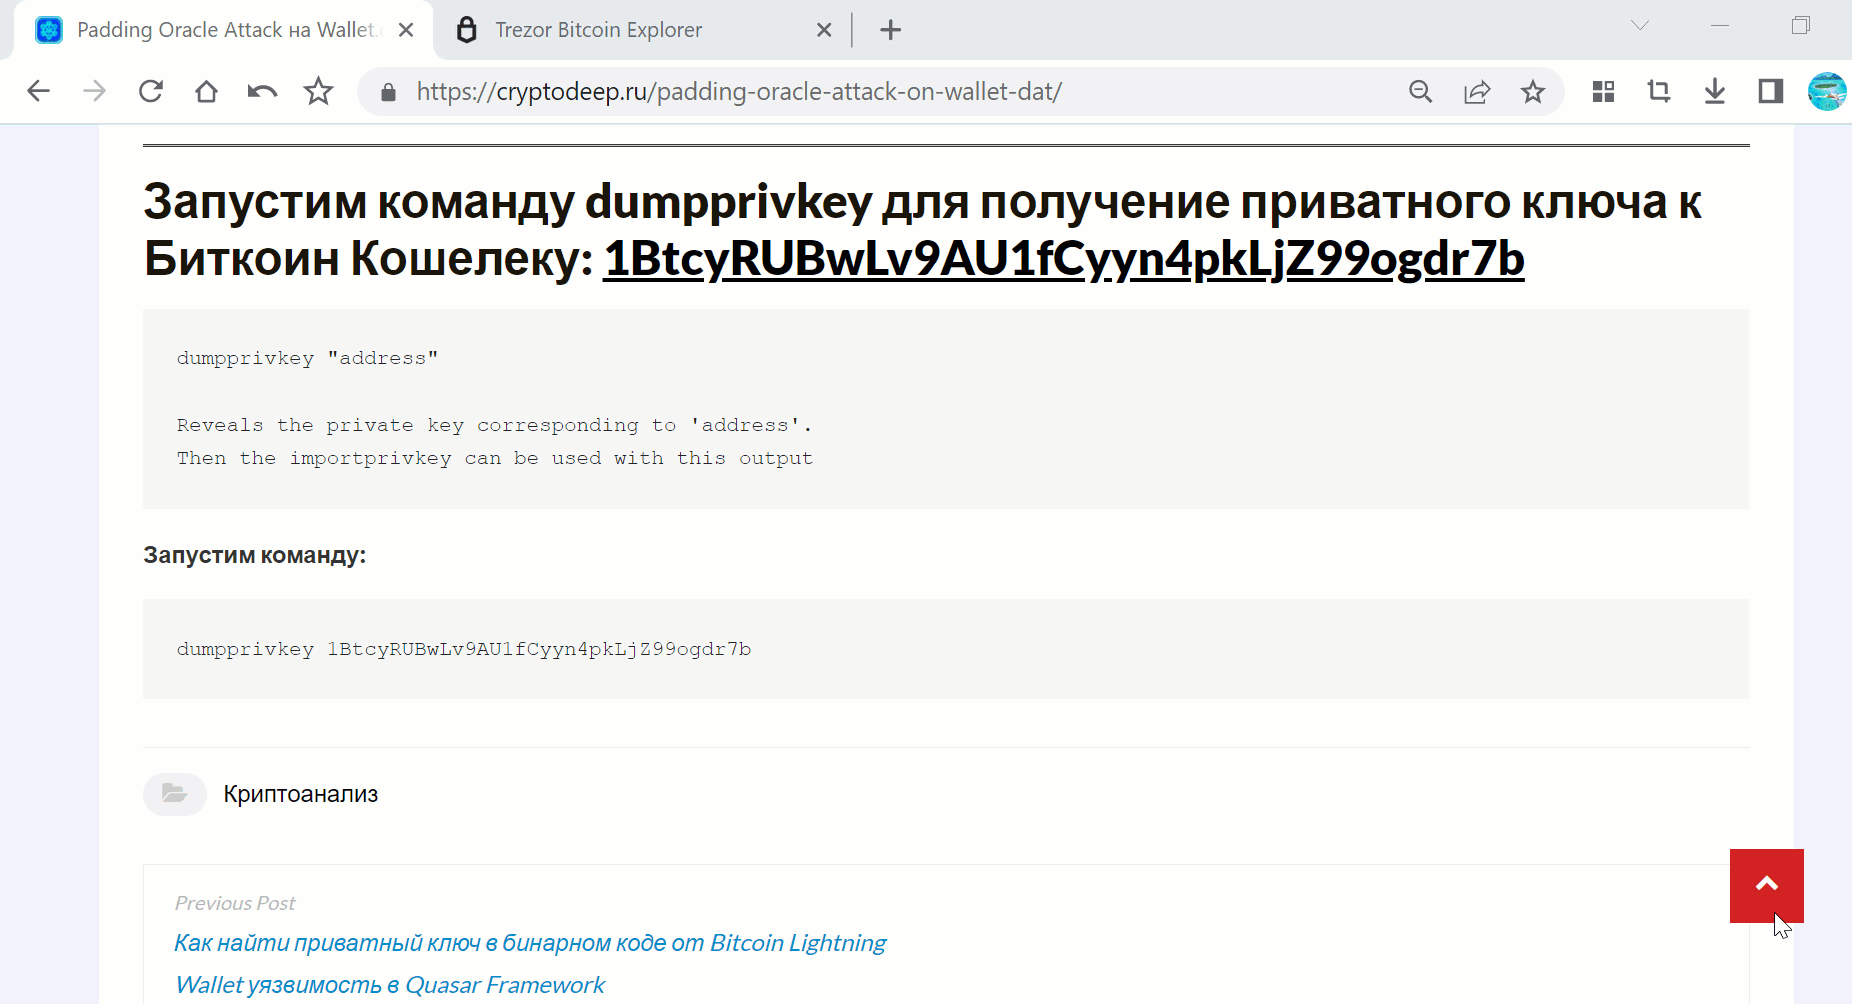 Padding Oracle Attack на Wallet.
Trezor Bitcoin Explorer
https://cryptodeep.ru/padding-oracle-attack-on-wallet-dat/
Запустим команду dumpprivkey для получение приватного ключа к
Биткоин Кошелеку: 1BtcyRUBwLv9AU1fCyyn4pkLjZ99ogdr7b
dumpprivkey "address"
Reveals the private key corresponding to 'address'.
Then the importprivkey can be used with this output
Запустим команду:
dumpprivkey 1BtcyRUBwLv9AU1fCyyn4pkLjZ99ogdr7b
Криптоанализ
Previous Post
Как найти приватный ключ в бинарном коде от Bitcoin Lightning
Wallet уязвимость в Quasar Framework